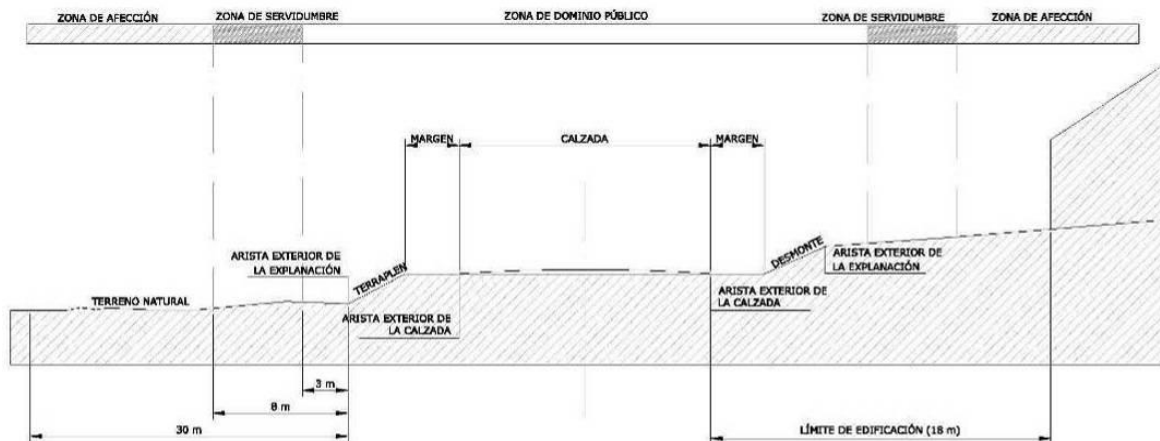 ZONA DE AFECCIÓN
ZONA DE SERVIDUMBRE
ZONA DE DOMINIO PÚBLICO
ZONA DE SERVIDUMBRE
ZONA DE AFECCIÓN
MARGEN
CALZADA
MARGEN
ARISTA EXTERIOR DE
LA EXPLANACIÓN
TERRAPLEN
DESMONTE
ARISTA EXTERIOR DE
LA EXPLANACIÓN
TERRENO NATURAL
ARISTA EXTERIOR DE
LA CALZADA
ARISTA EXTERIOR DE
LA CALZADA
3 m
8 m
30 m
LÍMITE DE EDIFICACIÓN (18 m)